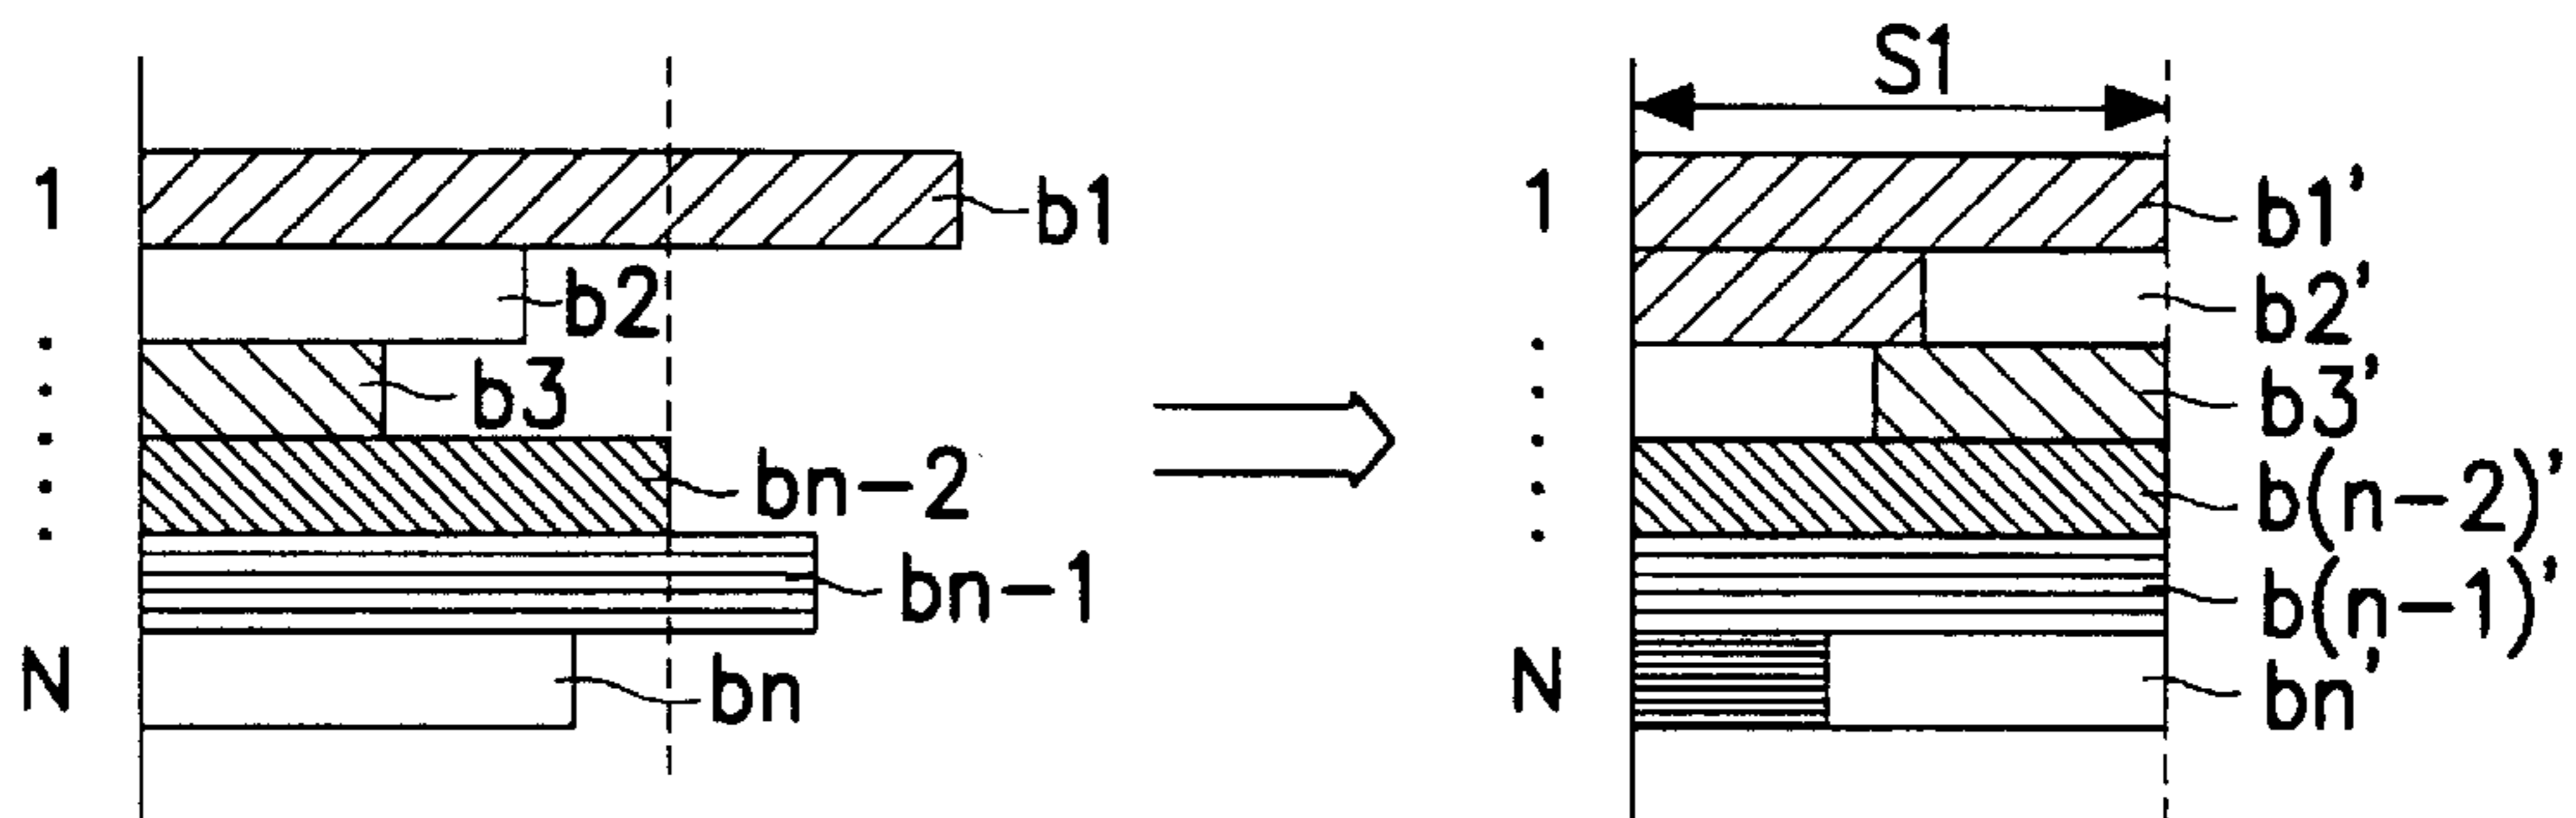 S1
1
b1
b2
b3
bn-2
bn-1
N
bn
1
b1'
b2'
b3'
b(n-2)'
b(n-1)'
N
bn'